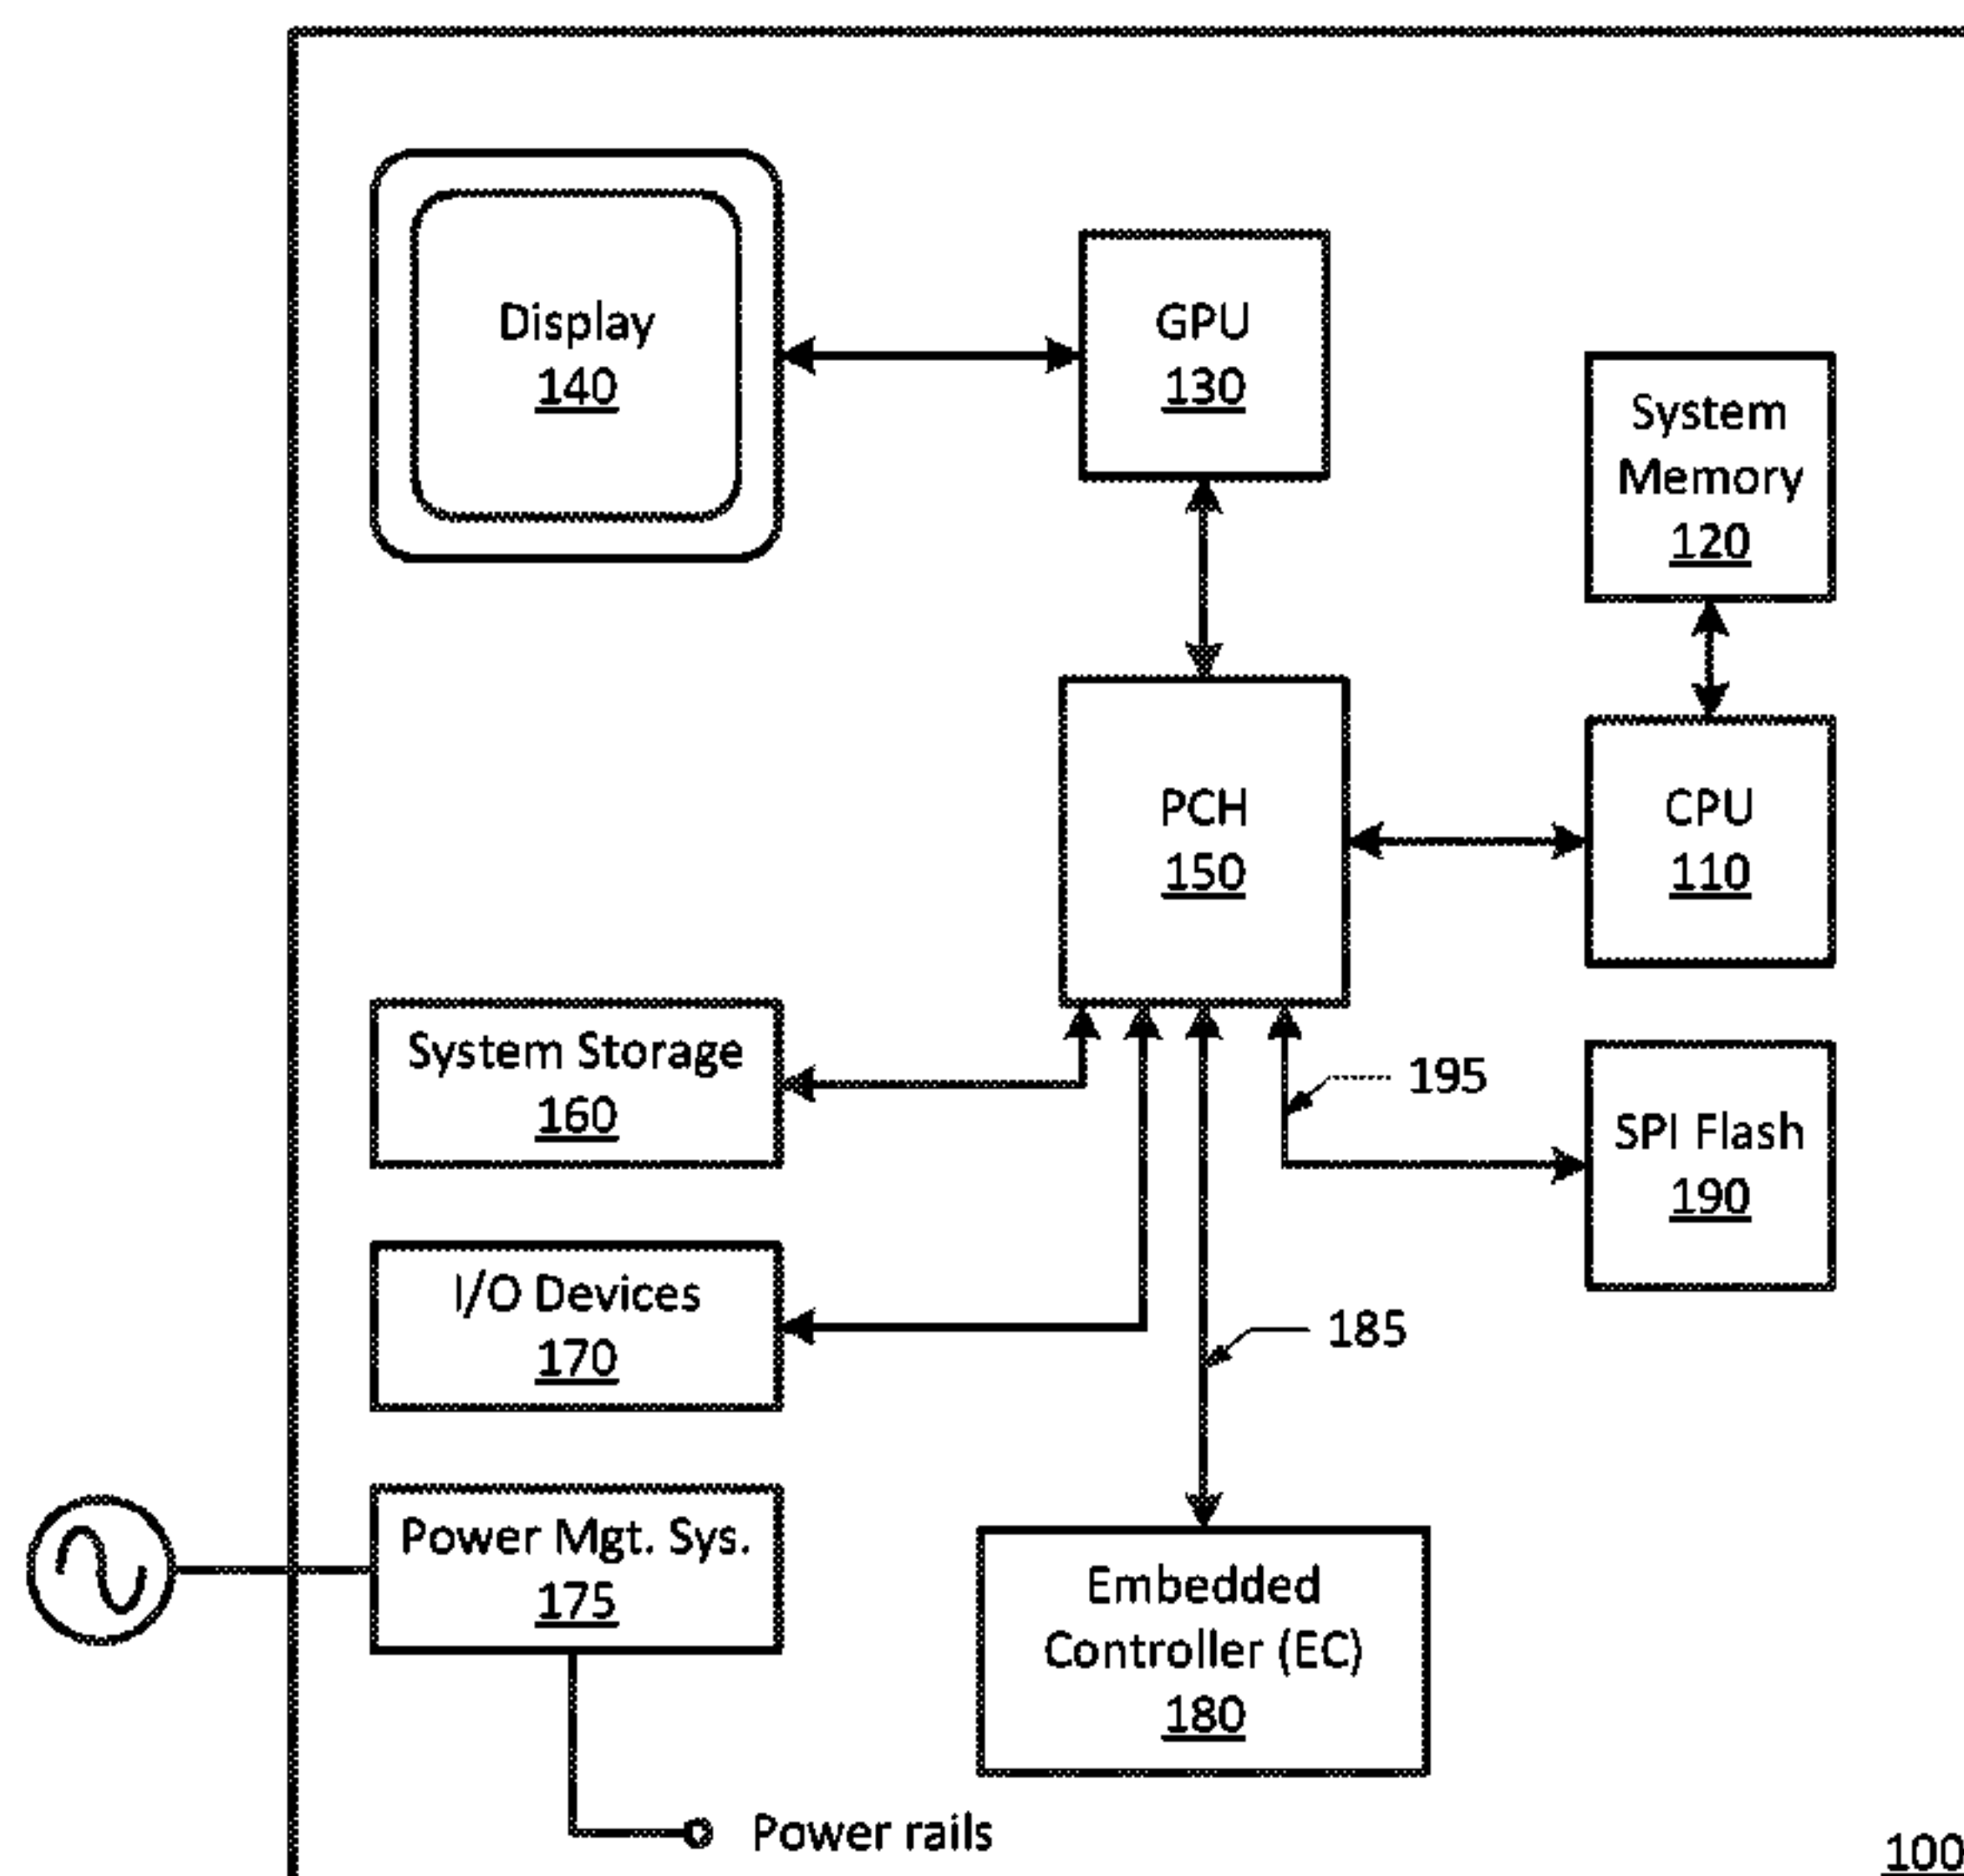 Display
140
GPU
130
System
Memory
120
PCH
150
CPU
110
System Storage
160
195
SPI Flash
190
I/O Devices
170
185
Power Mgt. Sys.
175
Embedded
Controller (EC)
180
Power rails
100